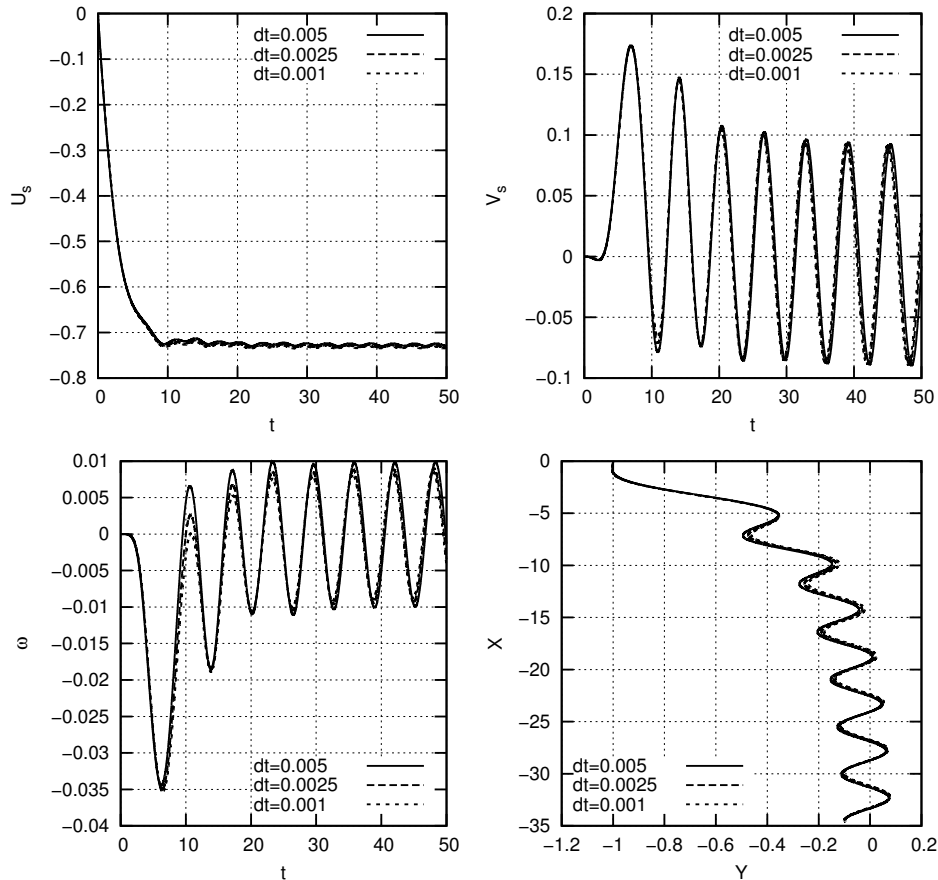 0
−0.1
−0.2
−0.3
−0.4
−0.5
−0.6
−0.7
−0.8
0 10 20 30 40 50
U_s
t
dt=0.005
dt=0.0025
dt=0.001
0.2
0.15
0.1
0.05
0
−0.05
−0.1
0 10 20 30 40 50
V_s
t
dt=0.005
dt=0.0025
dt=0.001
0.01
0.005
0
−0.005
−0.01
−0.015
−0.02
−0.025
−0.03
−0.035
−0.04
0 10 20 30 40 50
ω
t
dt=0.005
dt=0.0025
dt=0.001
0
−5
−10
−15
−20
−25
−30
−35
−1.2 −1 −0.8 −0.6 −0.4 −0.2 0 0.2
X
Y
dt=0.005
dt=0.0025
dt=0.001